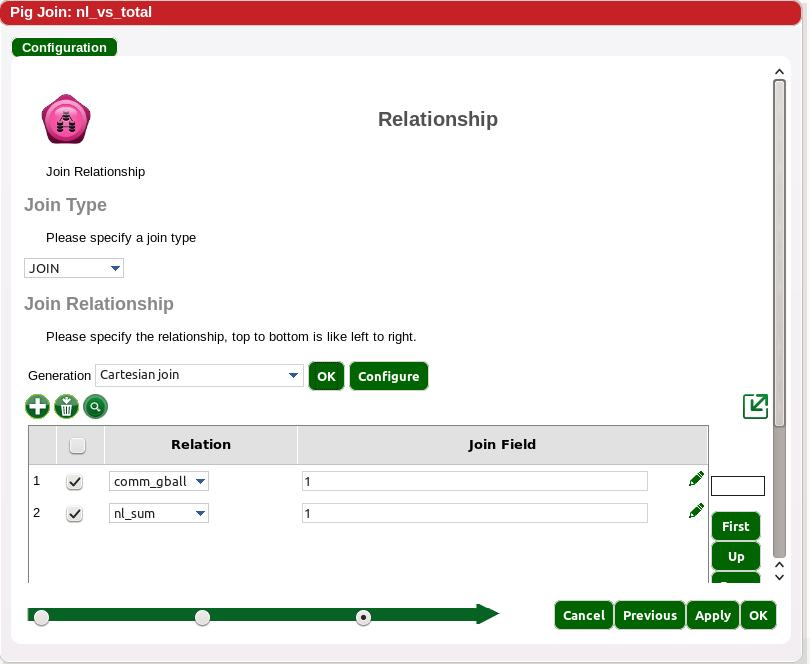 Pig Join: nl_vs_total
Configuration
Relationship
Join Relationship
Join Type
Please specify a join type
JOIN
Join Relationship
Please specify the relationship, top to bottom is like left to right.
Generation Cartesian join OK Configure
Relation Join Field
1 comm_gball 1
2 nl_sum 1
First
Up
Cancel Previous Apply OK